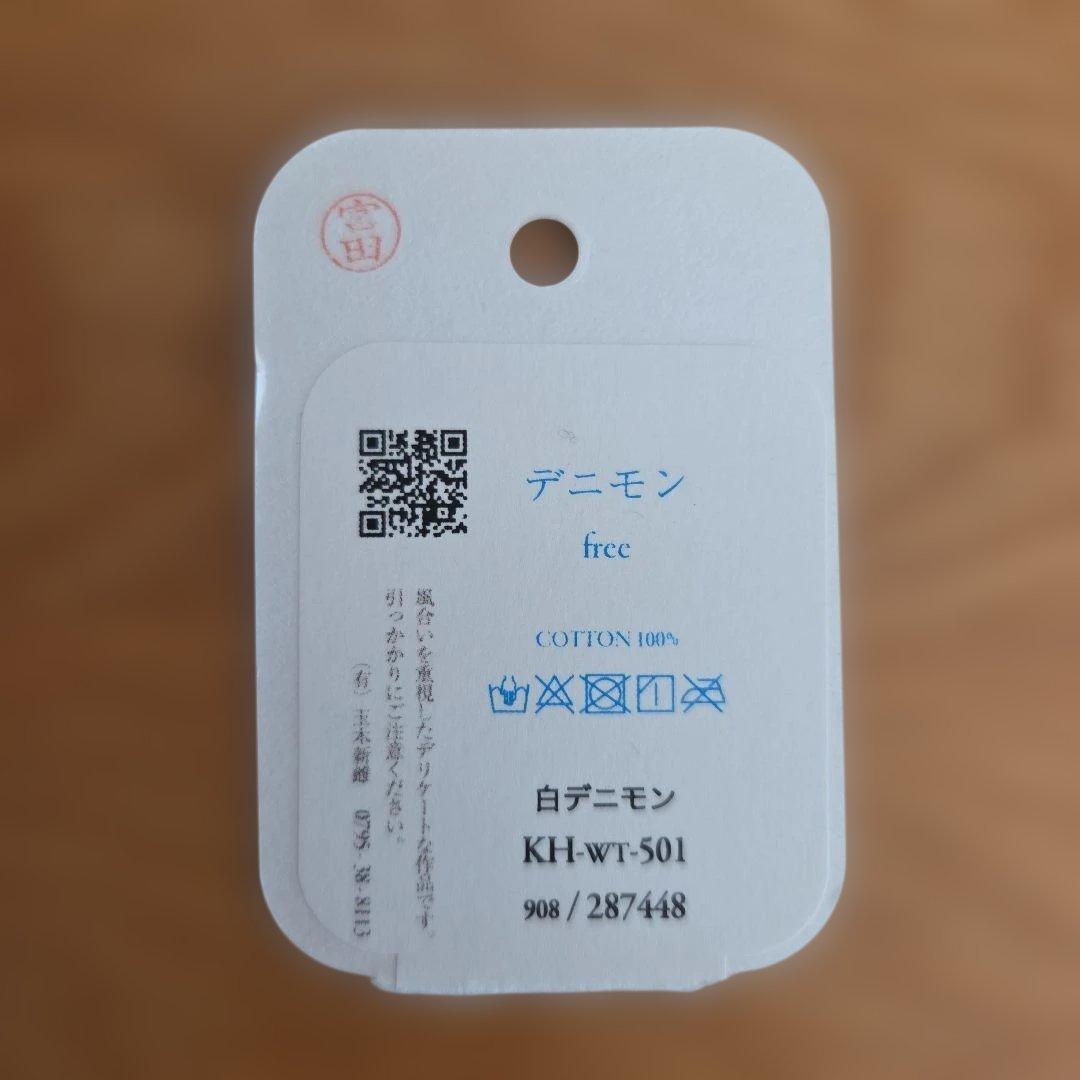 宮田
デニモン
free
COTTON 100%
風合いを重視したデリケートな作品です。
引っかかりにご注意ください。
(有) 玉木新雌 0795-38-8113
白デニモン
KH-WT-501
908 / 287448